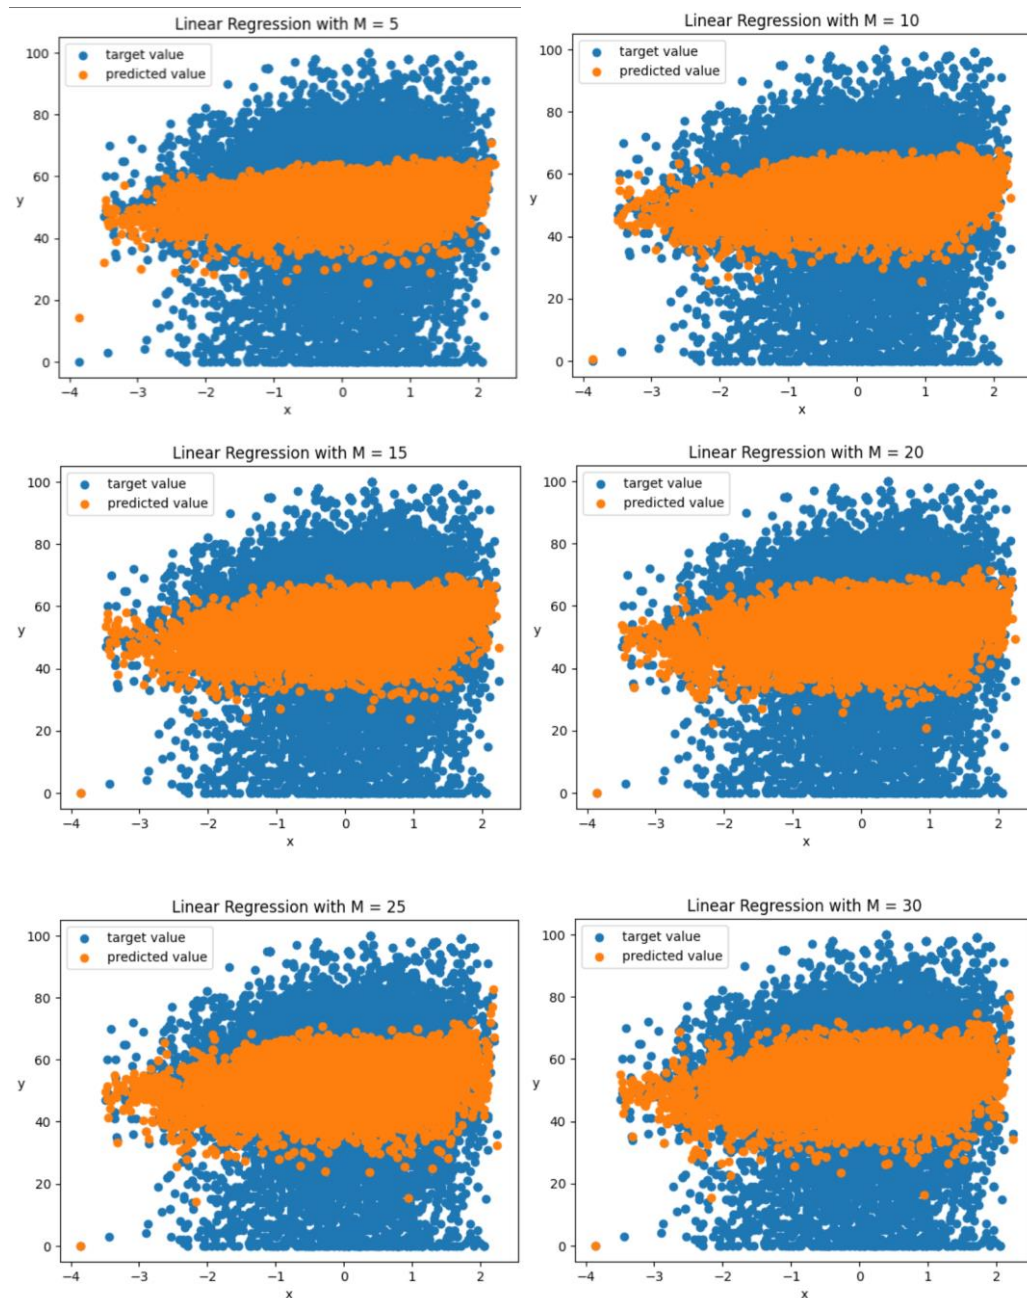 Linear Regression with M = 5
target value
predicted value
100
80
60
y
40
20
0
−4 −3 −2 −1 0 1 2
x
Linear Regression with M = 10
target value
predicted value
100
80
60
y
40
20
0
−4 −3 −2 −1 0 1 2
x
Linear Regression with M = 15
target value
predicted value
100
80
60
y
40
20
0
−4 −3 −2 −1 0 1 2
x
Linear Regression with M = 20
target value
predicted value
100
80
60
y
40
20
0
−4 −3 −2 −1 0 1 2
x
Linear Regression with M = 25
target value
predicted value
100
80
60
y
40
20
0
−4 −3 −2 −1 0 1 2
x
Linear Regression with M = 30
target value
predicted value
100
80
60
y
40
20
0
−4 −3 −2 −1 0 1 2
x